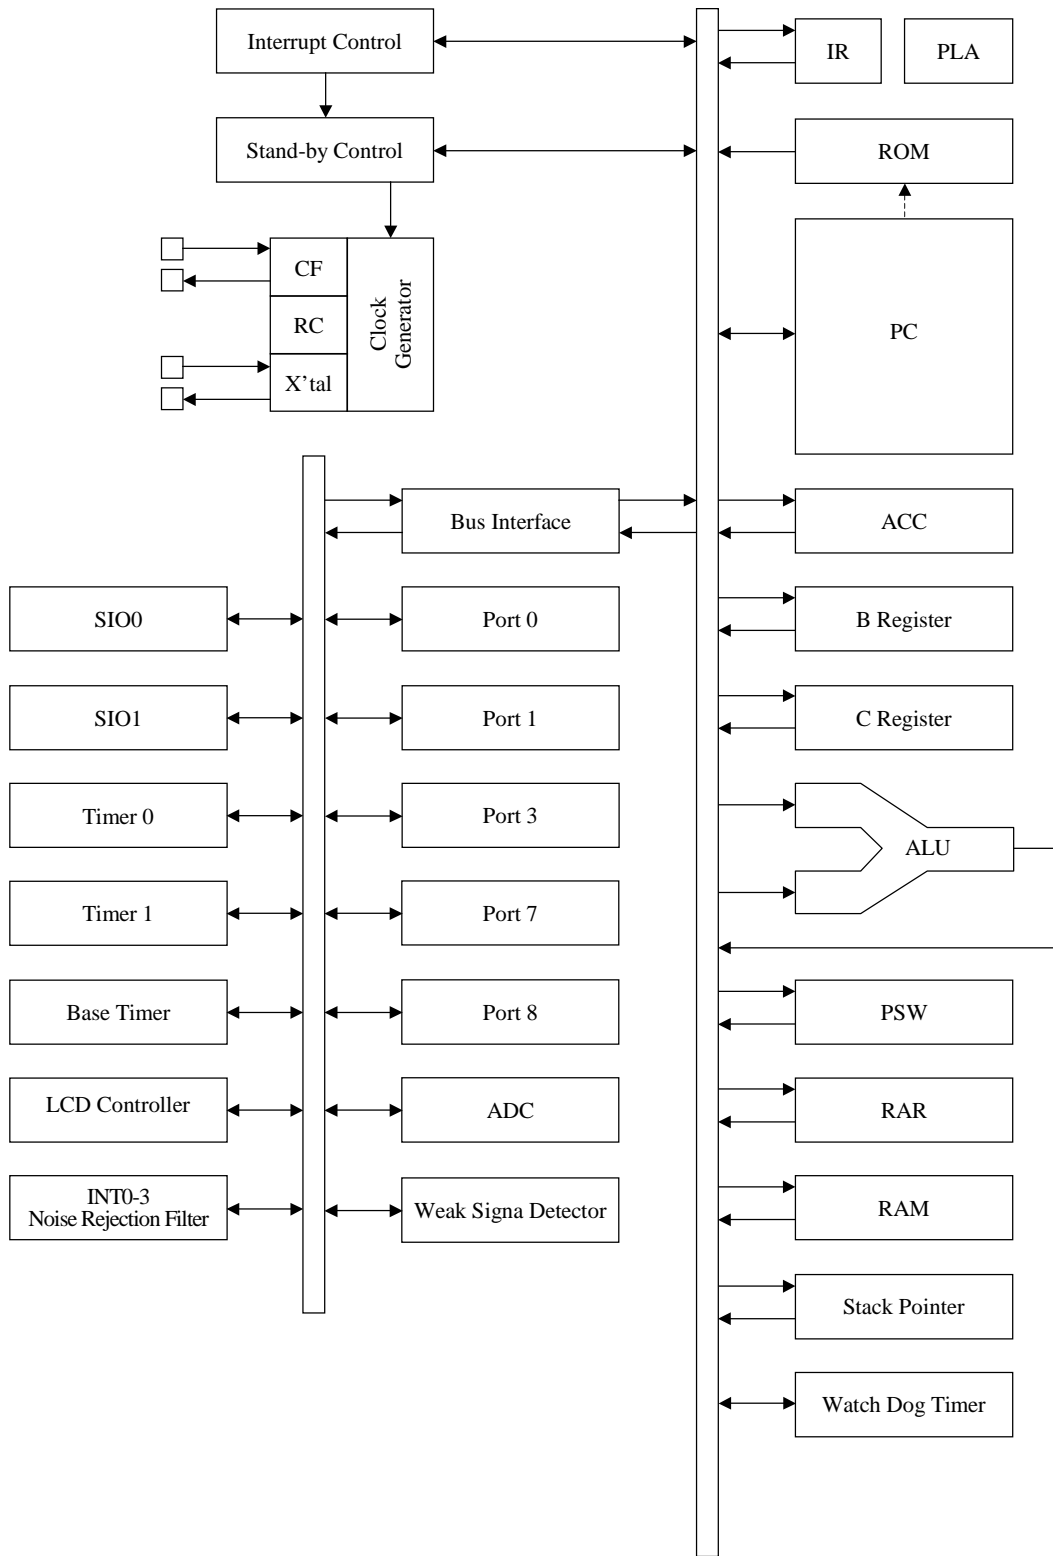 Interrupt Control
IR
PLA
Stand-by Control
ROM
CF
RC
X'tal
Clock
Generator
PC
Bus Interface
ACC
SIO0
Port 0
B Register
SIO1
Port 1
C Register
Timer 0
Port 3
ALU
Timer 1
Port 7
Base Timer
Port 8
PSW
LCD Controller
ADC
RAR
INT0-3
Noise Rejection Filter
Weak Signa Detector
RAM
Stack Pointer
Watch Dog Timer